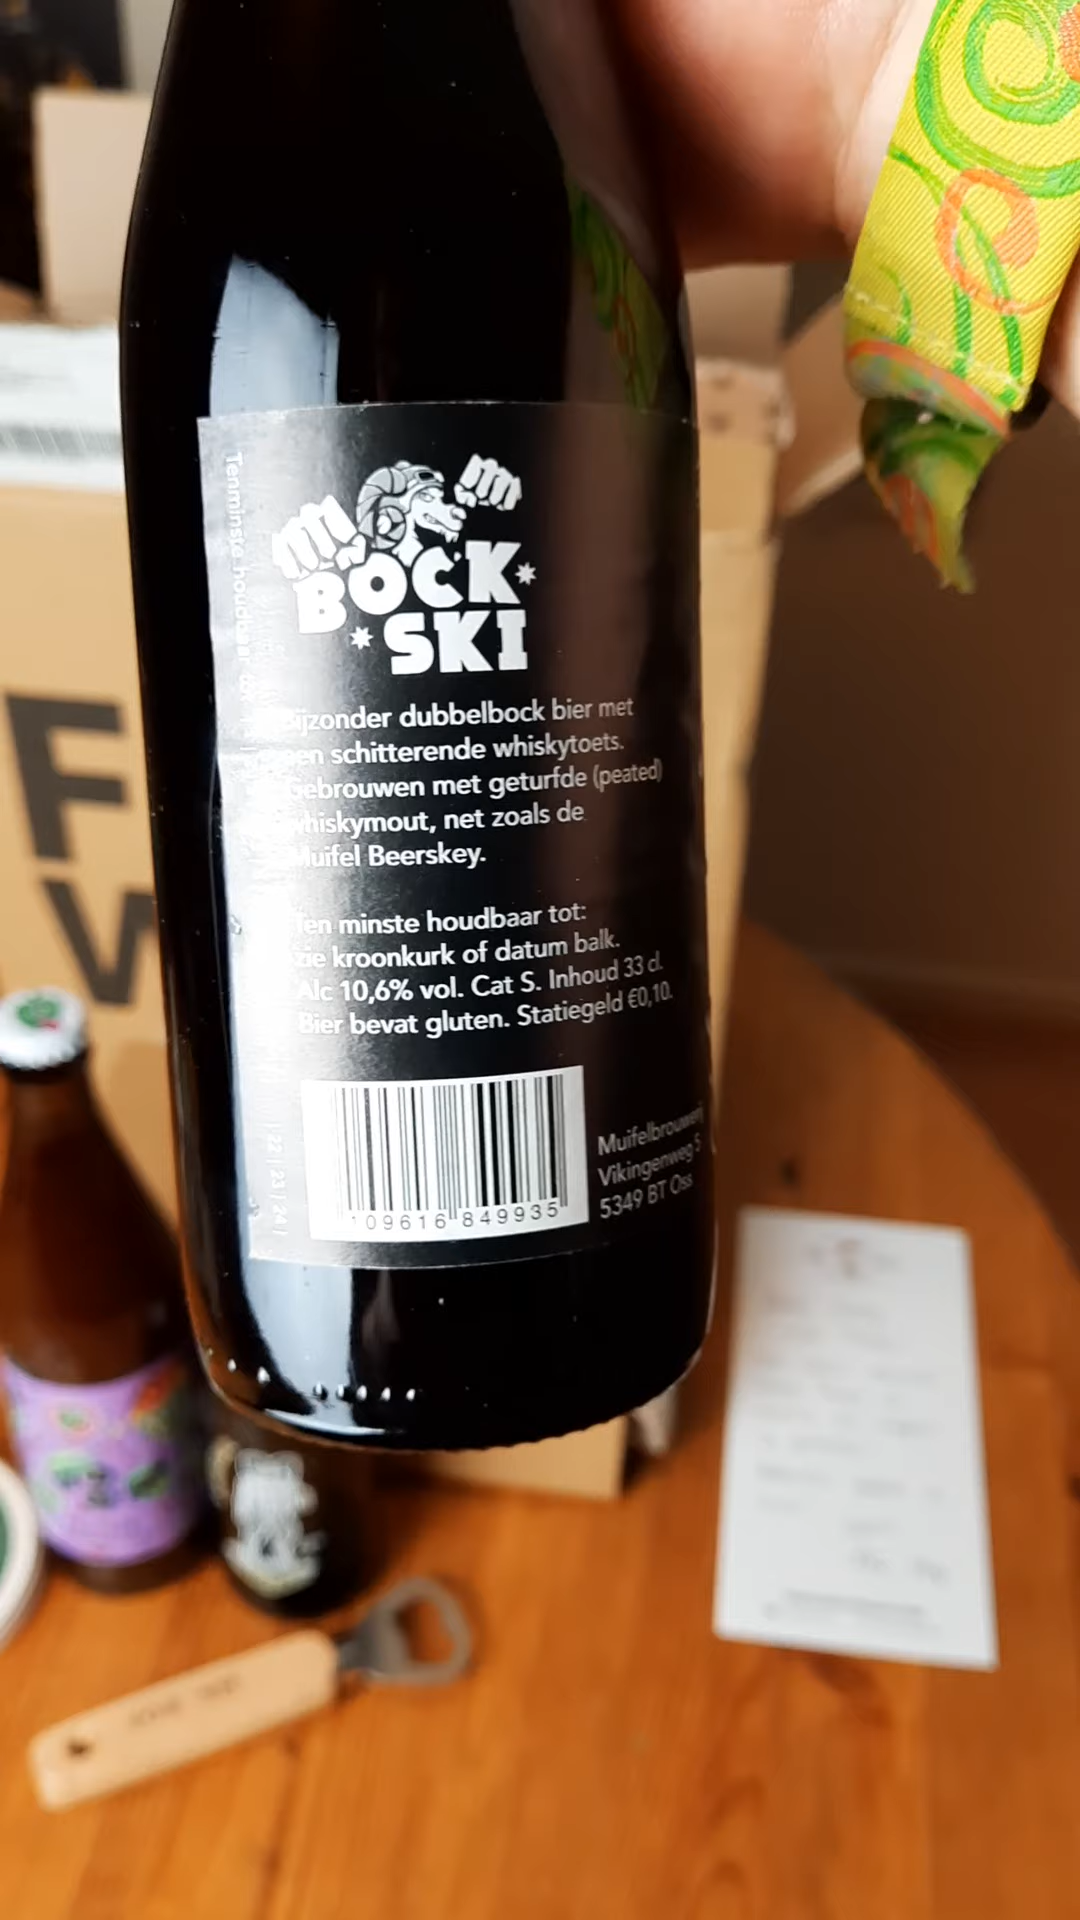 BOCK
SKI
Bijzonder dubbelbock bier met
een schitterende whiskytoets.
Gebrouwen met geturfde (peated)
whiskymout, net zoals de
Muifel Beerskey.
Ten minste houdbaar tot:
zie kroonkurk of datum balk.
Alc 10,6% vol. Cat S. Inhoud 33 cl.
Bier bevat gluten. Statiegeld €0,10.
109616 849935
Muifelbrouwerij
Vikingenweg 5
5349 BT Oss
Tenminste houdbaar tot
22 | 23 | 24 |
F
W